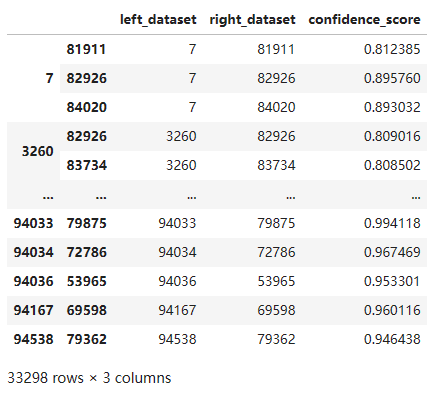 left_dataset right_dataset confidence_score
7 81911 7 81911 0.812385
82926 7 82926 0.895760
84020 7 84020 0.893032
3260 82926 3260 82926 0.809016
83734 3260 83734 0.808502
... ... ... ... ...
94033 79875 94033 79875 0.994118
94034 72786 94034 72786 0.967469
94036 53965 94036 53965 0.953301
94167 69598 94167 69598 0.960116
94538 79362 94538 79362 0.946438
33298 rows × 3 columns